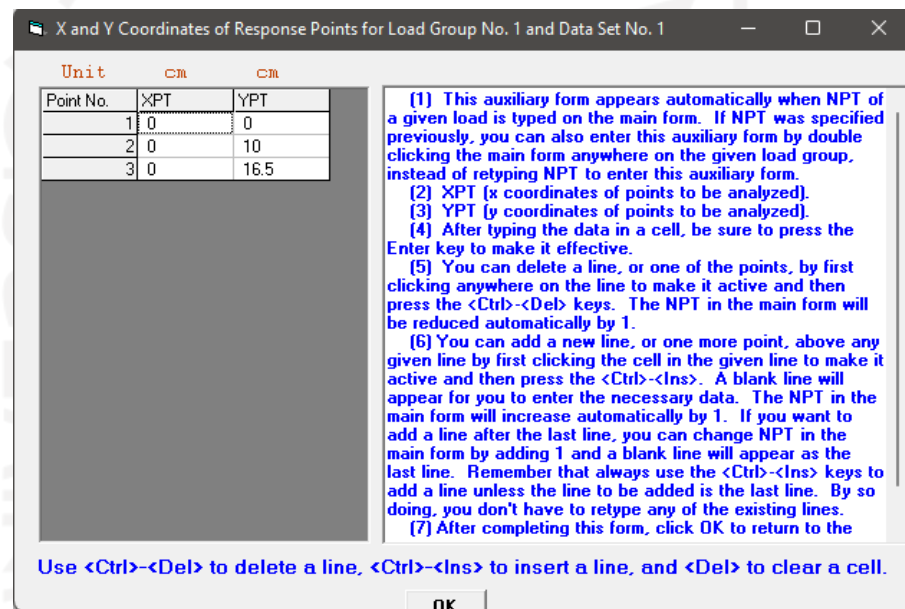 X and Y Coordinates of Response Points for Load Group No. 1 and Data Set No. 1
Unit cm cm
Point No. XPT YPT
1 0 0
2 0 10
3 0 16.5
(1) This auxiliary form appears automatically when NPT of
a given load is typed on the main form. If NPT was specified
previously, you can also enter this auxiliary form by double
clicking the main form anywhere on the given load group,
instead of retyping NPT to enter this auxiliary form.
(2) XPT (x coordinates of points to be analyzed).
(3) YPT (y coordinates of points to be analyzed).
(4) After typing the data in a cell, be sure to press the
Enter key to make it effective.
(5) You can delete a line, or one of the points, by first
clicking anywhere on the line to make it active and then
press the <Ctrl>-<Del> keys. The NPT in the main form will
be reduced automatically by 1.
(6) You can add a new line, or one more point, above any
given line by first clicking the cell in the given line to make it
active and then press the <Ctrl>-<Ins>. A blank line will
appear for you to enter the necessary data. The NPT in the
main form will increase automatically by 1. If you want to
add a line after the last line, you can change NPT in the
main form by adding 1 and a blank line will appear as the
last line. Remember that always use the <Ctrl>-<Ins> keys to
add a line unless the line to be added is the last line. By so
doing, you don't have to retype any of the existing lines.
(7) After completing this form, click OK to return to the
Use <Ctrl>-<Del> to delete a line, <Ctrl>-<Ins> to insert a line, and <Del> to clear a cell.
OK